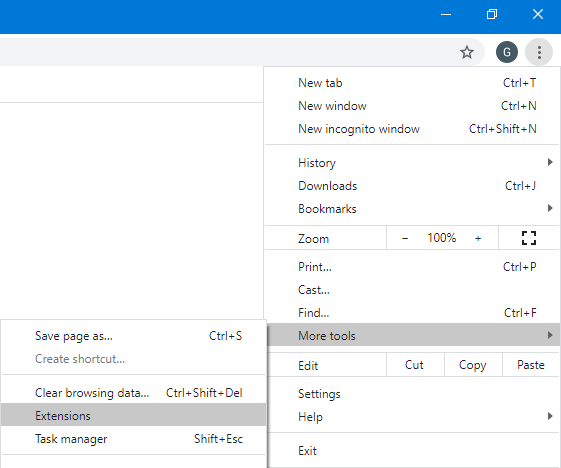 G
New tab Ctrl+T
New window Ctrl+N
New incognito window Ctrl+Shift+N
History
Downloads Ctrl+J
Bookmarks
Zoom − 100% +
Print... Ctrl+P
Cast...
Find... Ctrl+F
More tools
Edit Cut Copy Paste
Settings
Help
Exit
Save page as... Ctrl+S
Create shortcut...
Clear browsing data... Ctrl+Shift+Del
Extensions
Task manager Shift+Esc